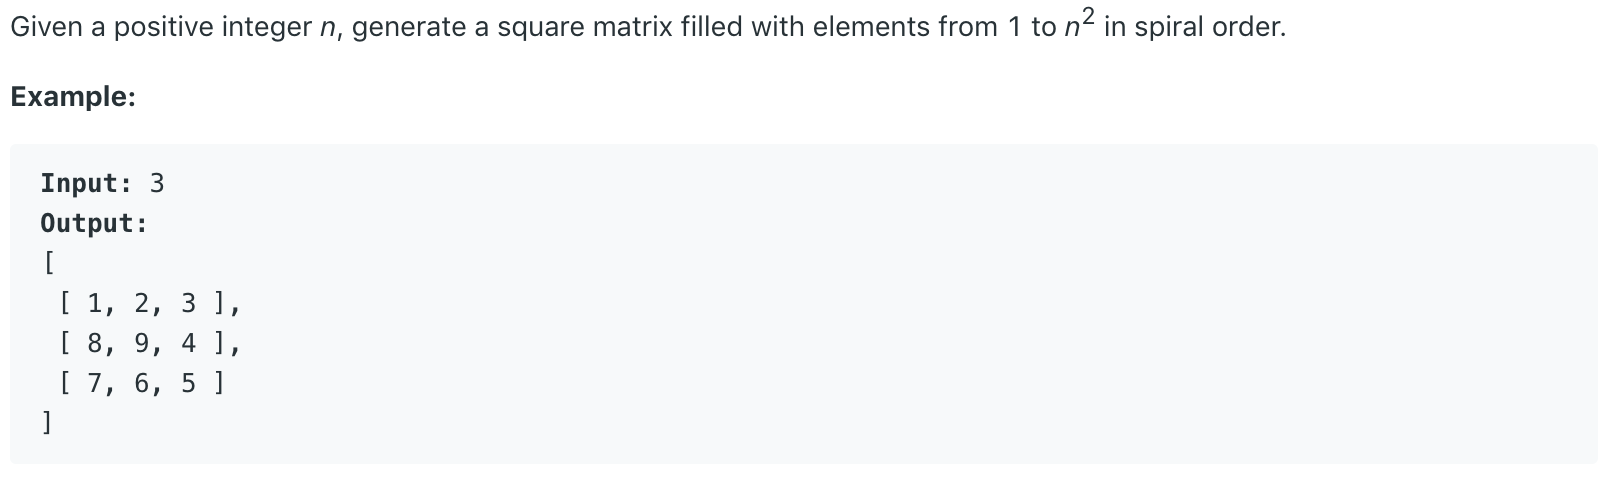 Given a positive integer n, generate a square matrix filled with elements from 1 to n² in spiral order.
Example:
Input: 3
Output:
[
 [ 1, 2, 3 ],
 [ 8, 9, 4 ],
 [ 7, 6, 5 ]
]